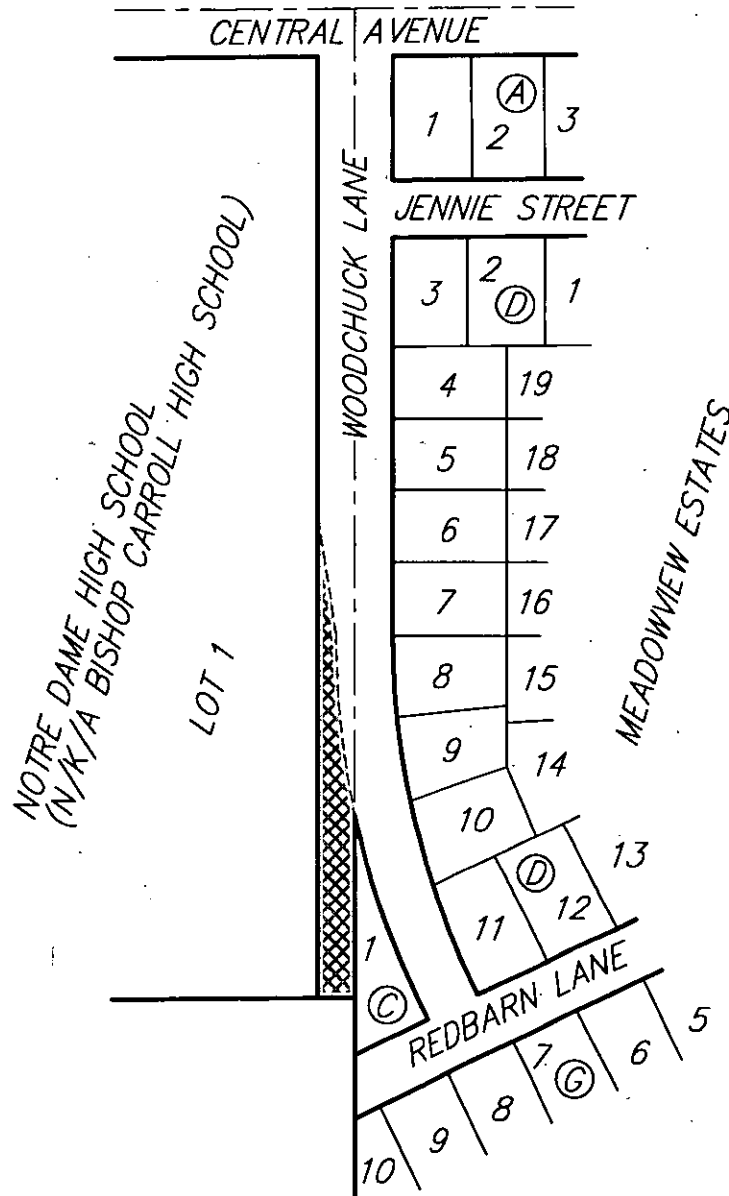 CENTRAL AVENUE
A
1 2 3
WOODCHUCK LANE
JENNIE STREET
3 2 1
D
4 19
5 18
6 17
7 16
8 15
9 14
10
13
D
11 12
NOTRE DAME HIGH SCHOOL
(N/K/A BISHOP CARROLL HIGH SCHOOL)
LOT 1
MEADOWVIEW ESTATES
1
C
REDBARN LANE
10 9 8 7 6 5
G